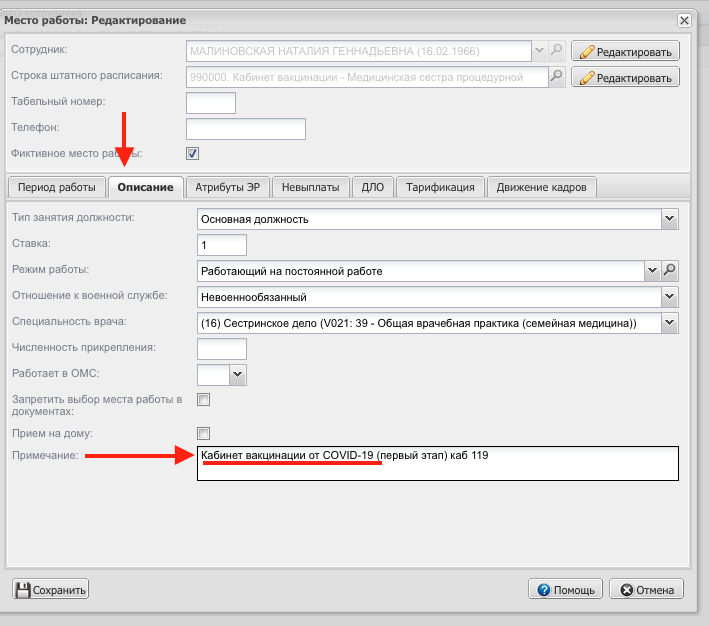 Место работы: Редактирование
Сотрудник: МАЛИНОВСКАЯ НАТАЛИЯ ГЕННАДЬЕВНА (16.02.1966) Редактировать
Строка штатного расписания: 990000. Кабинет вакцинации - Медицинская сестра процедурной Редактировать
Табельный номер:
Телефон:
Фиктивное место работы:
Период работы Описание Атрибуты ЭР Невыплаты ДЛО Тарификация Движение кадров
Тип занятия должности: Основная должность
Ставка: 1
Режим работы: Работающий на постоянной работе
Отношение к военной службе: Невоеннообязанный
Специальность врача: (16) Сестринское дело (V021: 39 - Общая врачебная практика (семейная медицина))
Численность прикрепления:
Работает в ОМС:
Запретить выбор места работы в
документах:
Прием на дому:
Примечание: Кабинет вакцинации от COVID-19 (первый этап) каб 119
Сохранить Помощь Отмена